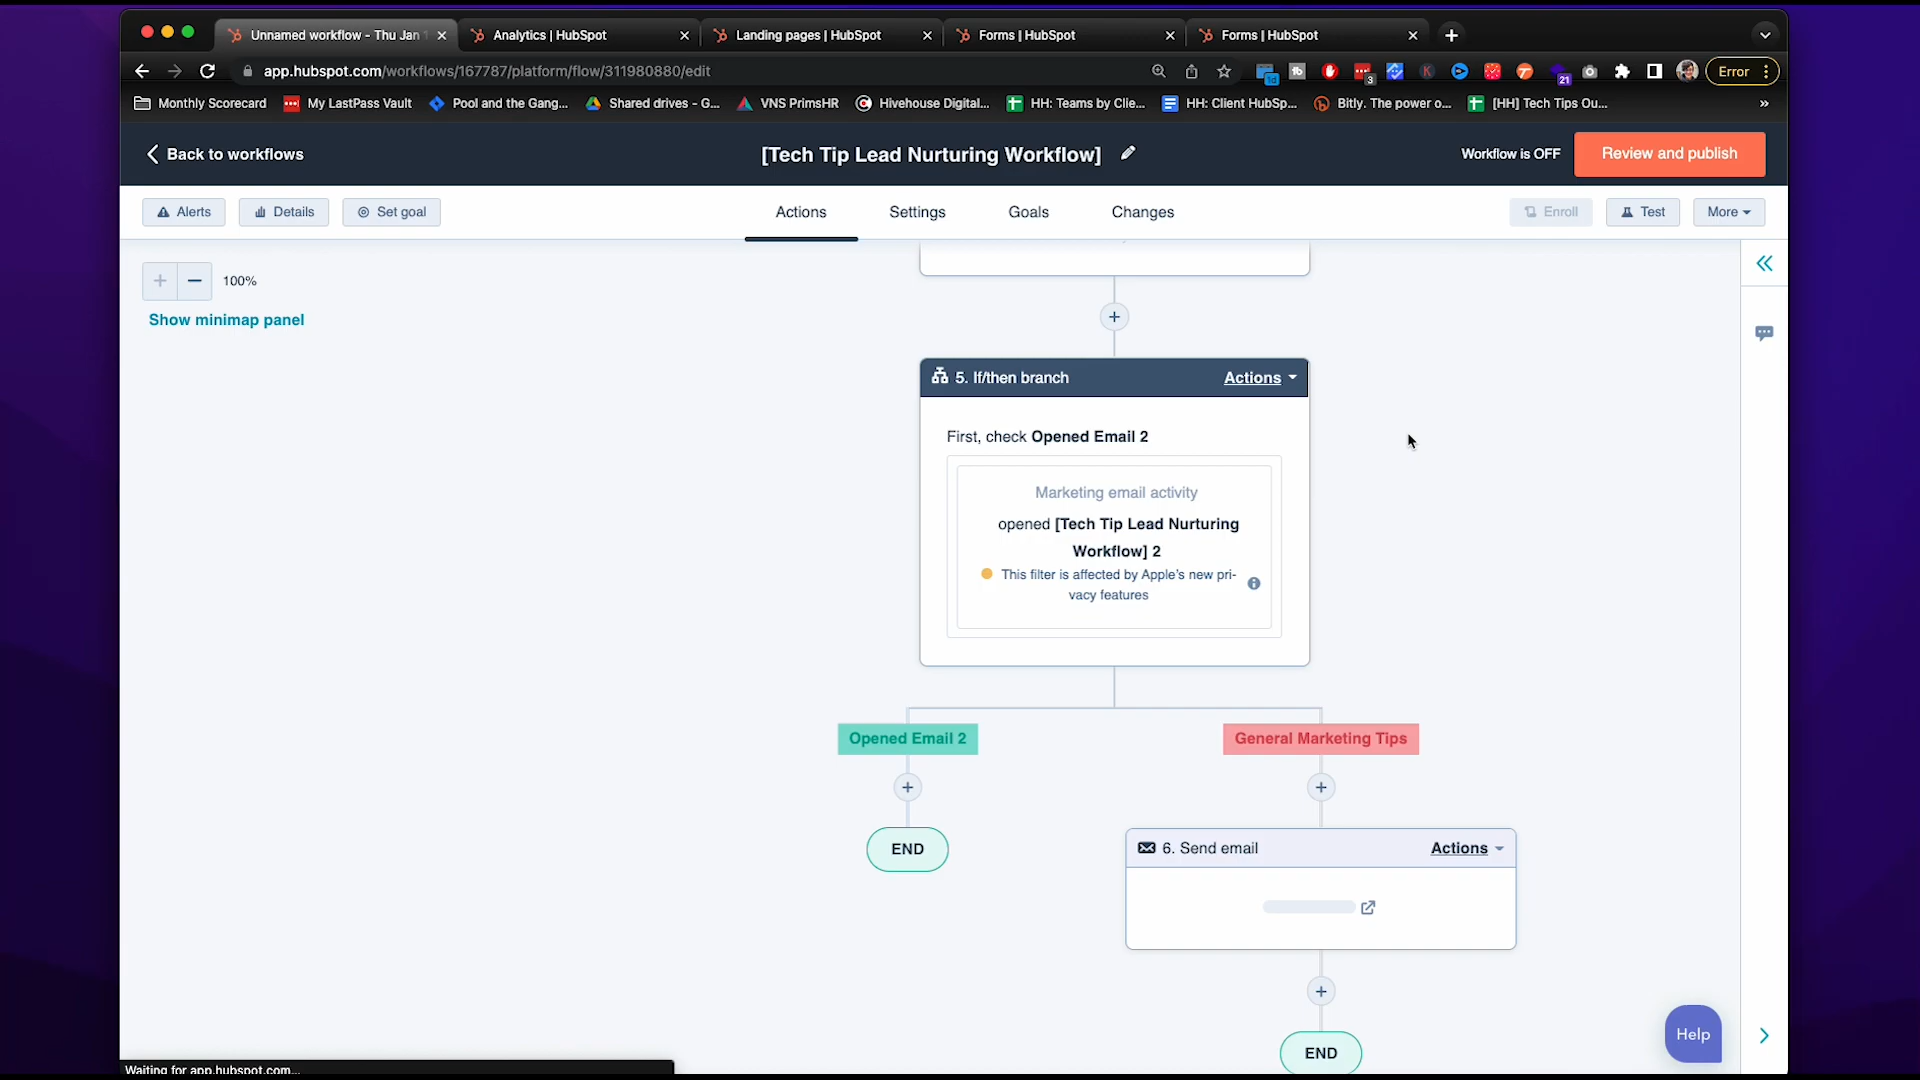 Unnamed workflow - Thu Jan 1
Analytics | HubSpot
Landing pages | HubSpot
Forms | HubSpot
Forms | HubSpot
app.hubspot.com/workflows/167787/platform/flow/311980880/edit
1d
3
21
Error
Monthly Scorecard
My LastPass Vault
Pool and the Gang...
Shared drives - G...
VNS PrimsHR
Hivehouse Digital...
HH: Teams by Clie...
HH: Client HubSp...
Bitly. The power o...
[HH] Tech Tips Ou...
»
Back to workflows
[Tech Tip Lead Nurturing Workflow]
Workflow is OFF
Review and publish
Alerts
Details
Set goal
Actions
Settings
Goals
Changes
Enroll
Test
More
100%
Show minimap panel
5. If/then branch
Actions
First, check Opened Email 2
Marketing email activity
opened [Tech Tip Lead Nurturing
Workflow] 2
This filter is affected by Apple's new pri-
vacy features
Opened Email 2
General Marketing Tips
END
6. Send email
Actions
END
Help
Waiting for app.hubspot.com...